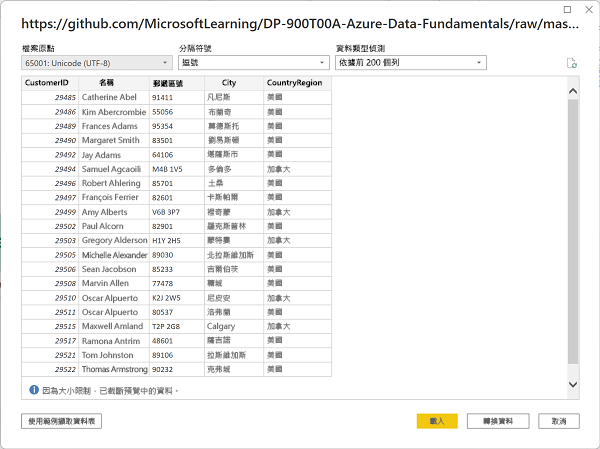 https://github.com/MicrosoftLearning/DP-900T00A-Azure-Data-Fundamentals/raw/mas...
檔案原點 分隔符號 資料類型偵測
65001: Unicode (UTF-8) 逗號 依據前 200 個列
CustomerID 名稱 郵遞區號 City CountryRegion
29485 Catherine Abel 91411 凡尼斯 美國
29486 Kim Abercrombie 55056 布蘭奇 美國
29489 Frances Adams 95354 莫德斯托 美國
29490 Margaret Smith 83501 劉易斯頓 美國
29492 Jay Adams 64106 堪薩斯市 美國
29494 Samuel Agcaoili M4B 1V5 多倫多 加拿大
29496 Robert Ahlering 85701 土桑 美國
29497 François Ferrier 82601 卡斯帕爾 美國
29499 Amy Alberts V6B 3P7 裡奇蒙 加拿大
29502 Paul Alcorn 82901 羅克斯普林 美國
29503 Gregory Alderson H1Y 2H5 蒙特婁 加拿大
29505 Michelle Alexander 89030 北拉斯維加斯 美國
29506 Sean Jacobson 85233 吉爾伯茨 美國
29508 Marvin Allen 77478 糖城 美國
29510 Oscar Alpuerto K2J 2W5 尼皮安 加拿大
29511 Oscar Alpuerto 80537 洛弗蘭 美國
29515 Maxwell Amland T2P 2G8 Calgary 加拿大
29517 Ramona Antrim 48601 薩吉諾 美國
29521 Tom Johnston 89106 拉斯維加斯 美國
29522 Thomas Armstrong 90232 克弗城 美國
因為大小限制，已截斷預覽中的資料。
使用範例擷取資料表 載入 轉換資料 取消